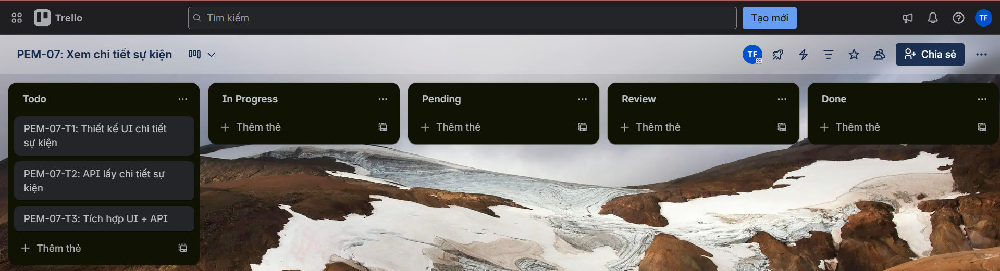 Trello
Tìm kiếm
Tạo mới
TF
PEM-07: Xem chi tiết sự kiện
TF
Chia sẻ
Todo
PEM-07-T1: Thiết kế UI chi tiết
sự kiện
PEM-07-T2: API lấy chi tiết sự
kiện
PEM-07-T3: Tích hợp UI + API
Thêm thẻ
In Progress
Thêm thẻ
Pending
Thêm thẻ
Review
Thêm thẻ
Done
Thêm thẻ